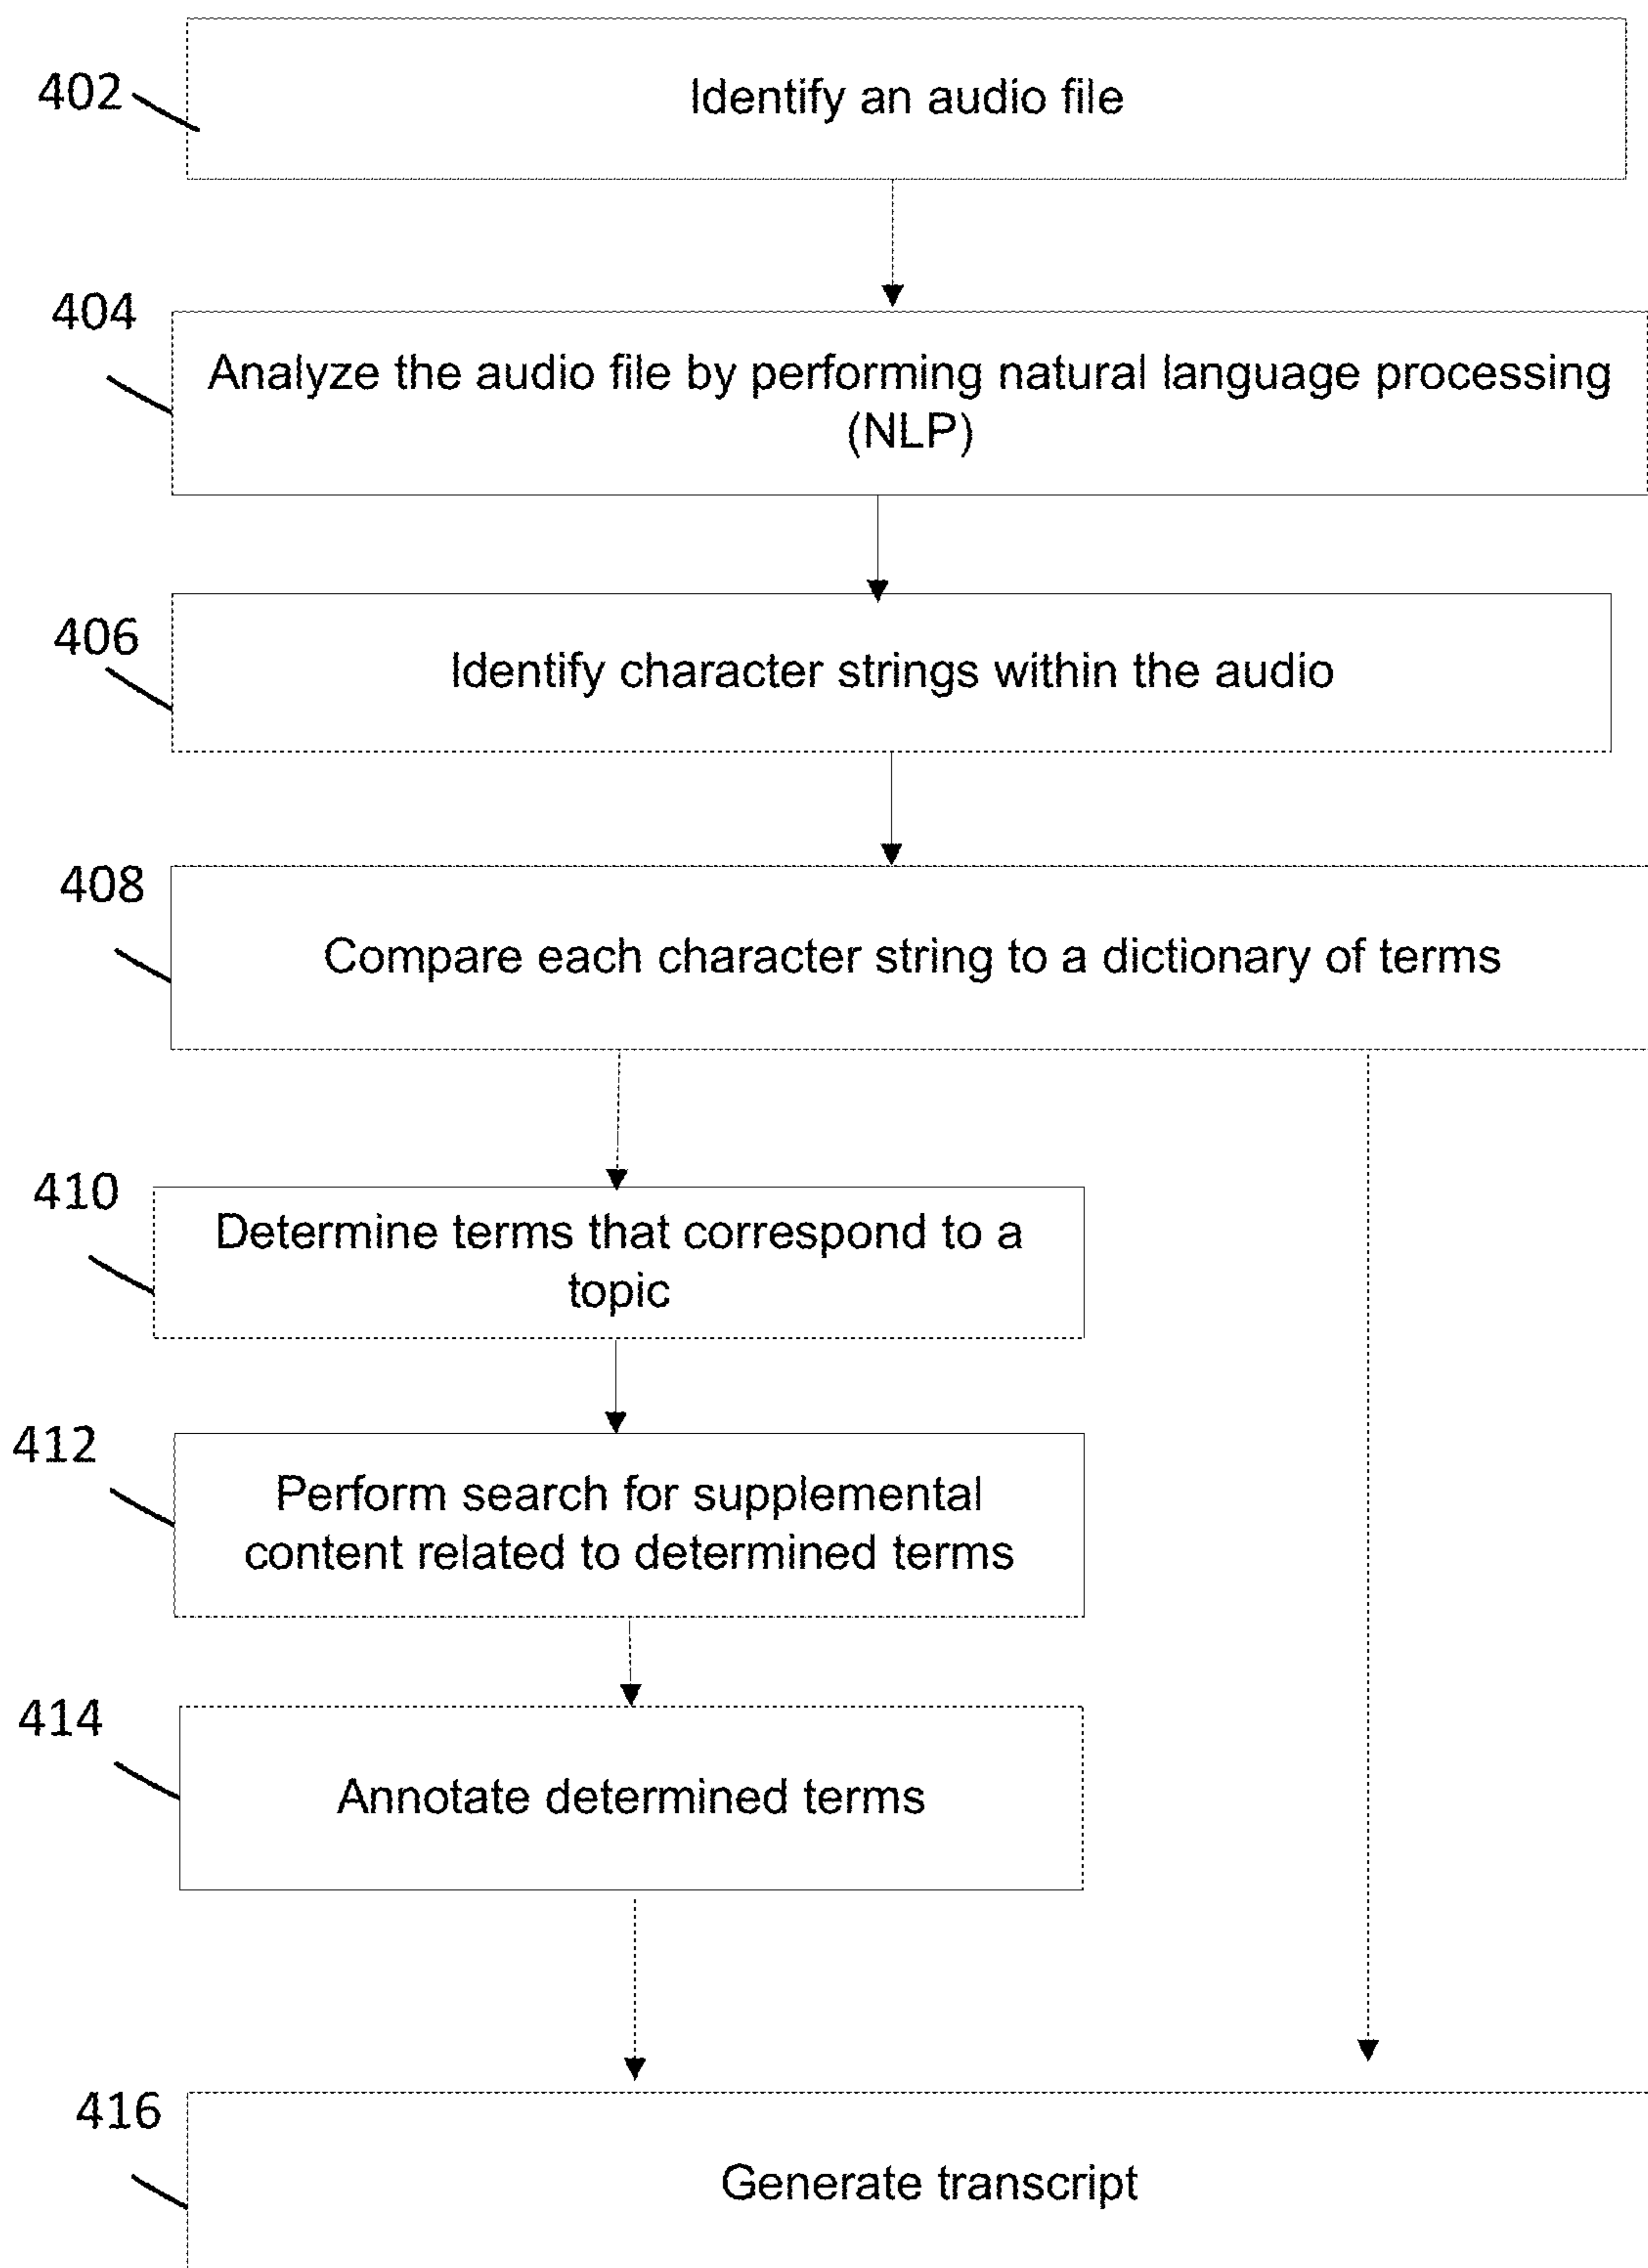 402
Identify an audio file
404
Analyze the audio file by performing natural language processing
(NLP)
406
Identify character strings within the audio
408
Compare each character string to a dictionary of terms
410
Determine terms that correspond to a
topic
412
Perform search for supplemental
content related to determined terms
414
Annotate determined terms
416
Generate transcript